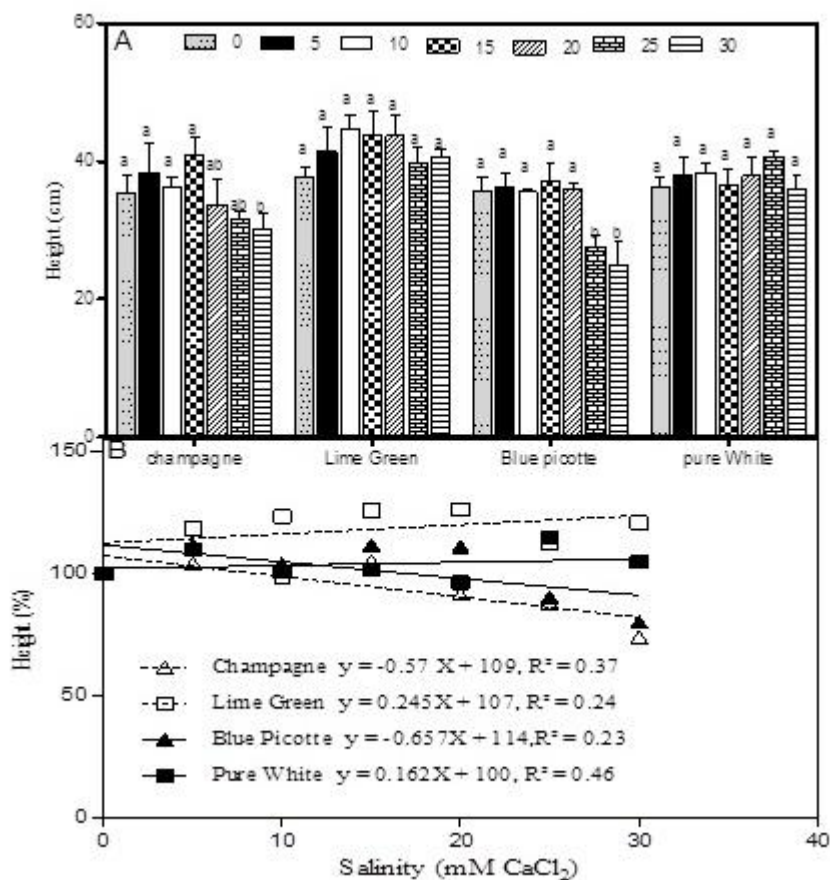 60
A 0 5 10 15 20 25 30
a a a a ab ab b
a a a a a a a
a a a a a b b
a a a a a a a
40
20
0
Height (cm)
champagne Lime Green Blue picotte pure White
150
B
100
50
0
Height (%)
Champagne y = -0.57 X + 109, R² = 0.37
Lime Green y = 0.245X + 107, R² = 0.24
Blue Picotte y = -0.657X + 114,R² = 0.23
Pure White y = 0.162X + 100, R² = 0.46
0 10 20 30 40
Salinity (mM CaCl₂)